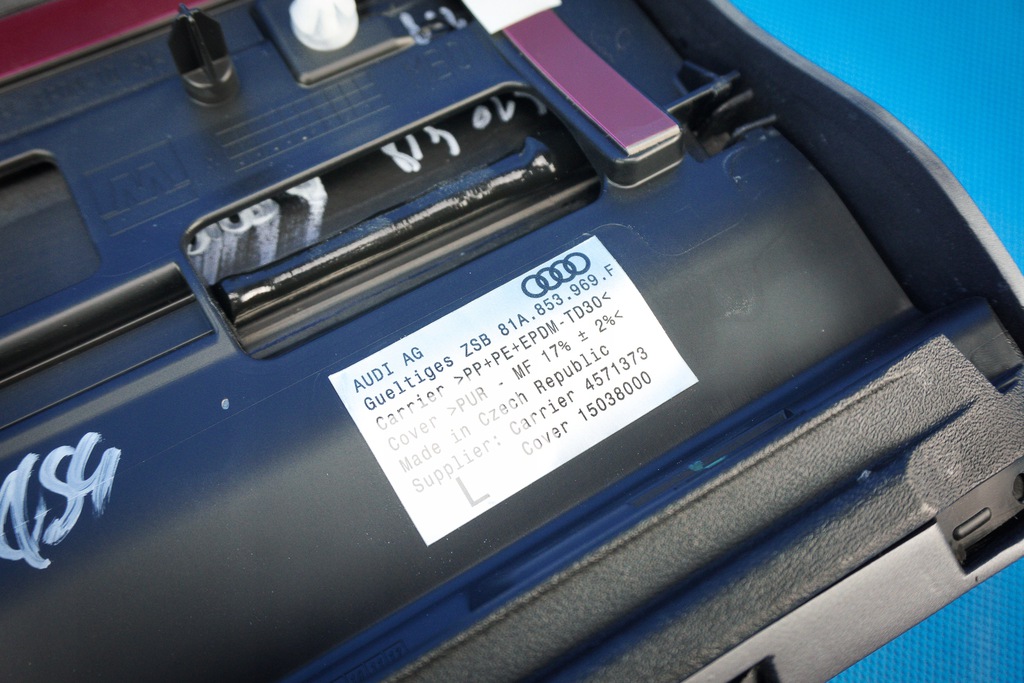 AUDI AG
Gueltiges ZSB 81A.853.969.F
Carrier >PP+PE+EPDM-TD30<
Cover >PUR - MF 17% ± 2%<
Made in Czech Republic
Supplier: Carrier 4571373
Cover 15038000
L